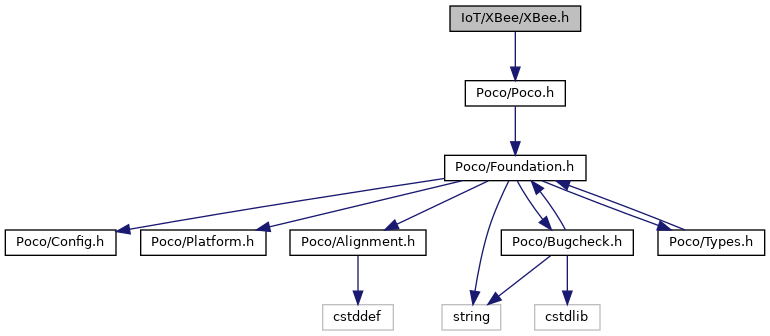 IoT/XBee/XBee.h
Poco/Poco.h
Poco/Foundation.h
Poco/Config.h
Poco/Platform.h
Poco/Alignment.h
Poco/Bugcheck.h
Poco/Types.h
cstddef
string
cstdlib